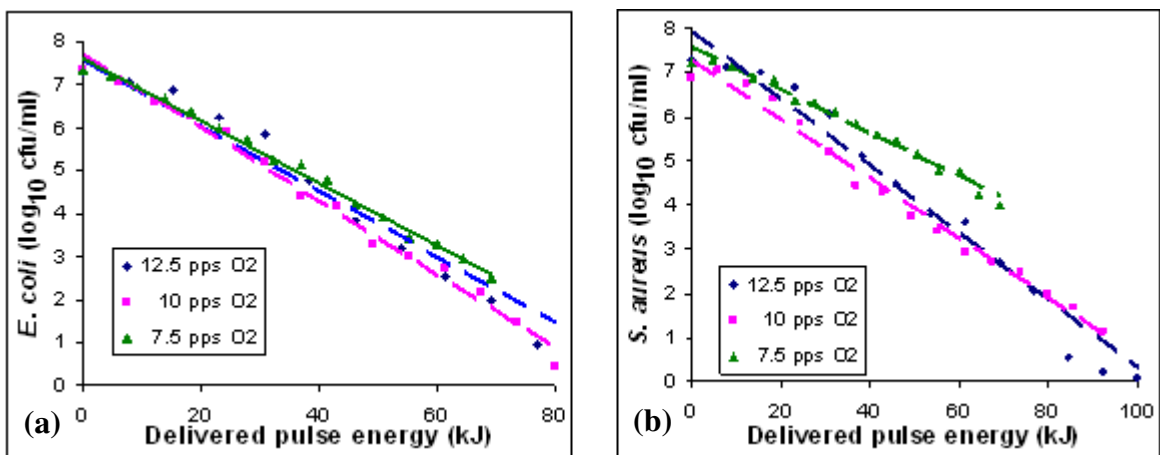 E. coli (log10 cfu/ml)
8
7
6
5
4
3
2
1
0
12.5 pps O2
10 pps O2
7.5 pps O2
0 20 40 60 80
(a)
Delivered pulse energy (kJ)
S. aureus (log10 cfu/ml)
8
7
6
5
4
3
2
1
0
12.5 pps O2
10 pps O2
7.5 pps O2
0 20 40 60 80 100
(b)
Delivered pulse energy (kJ)